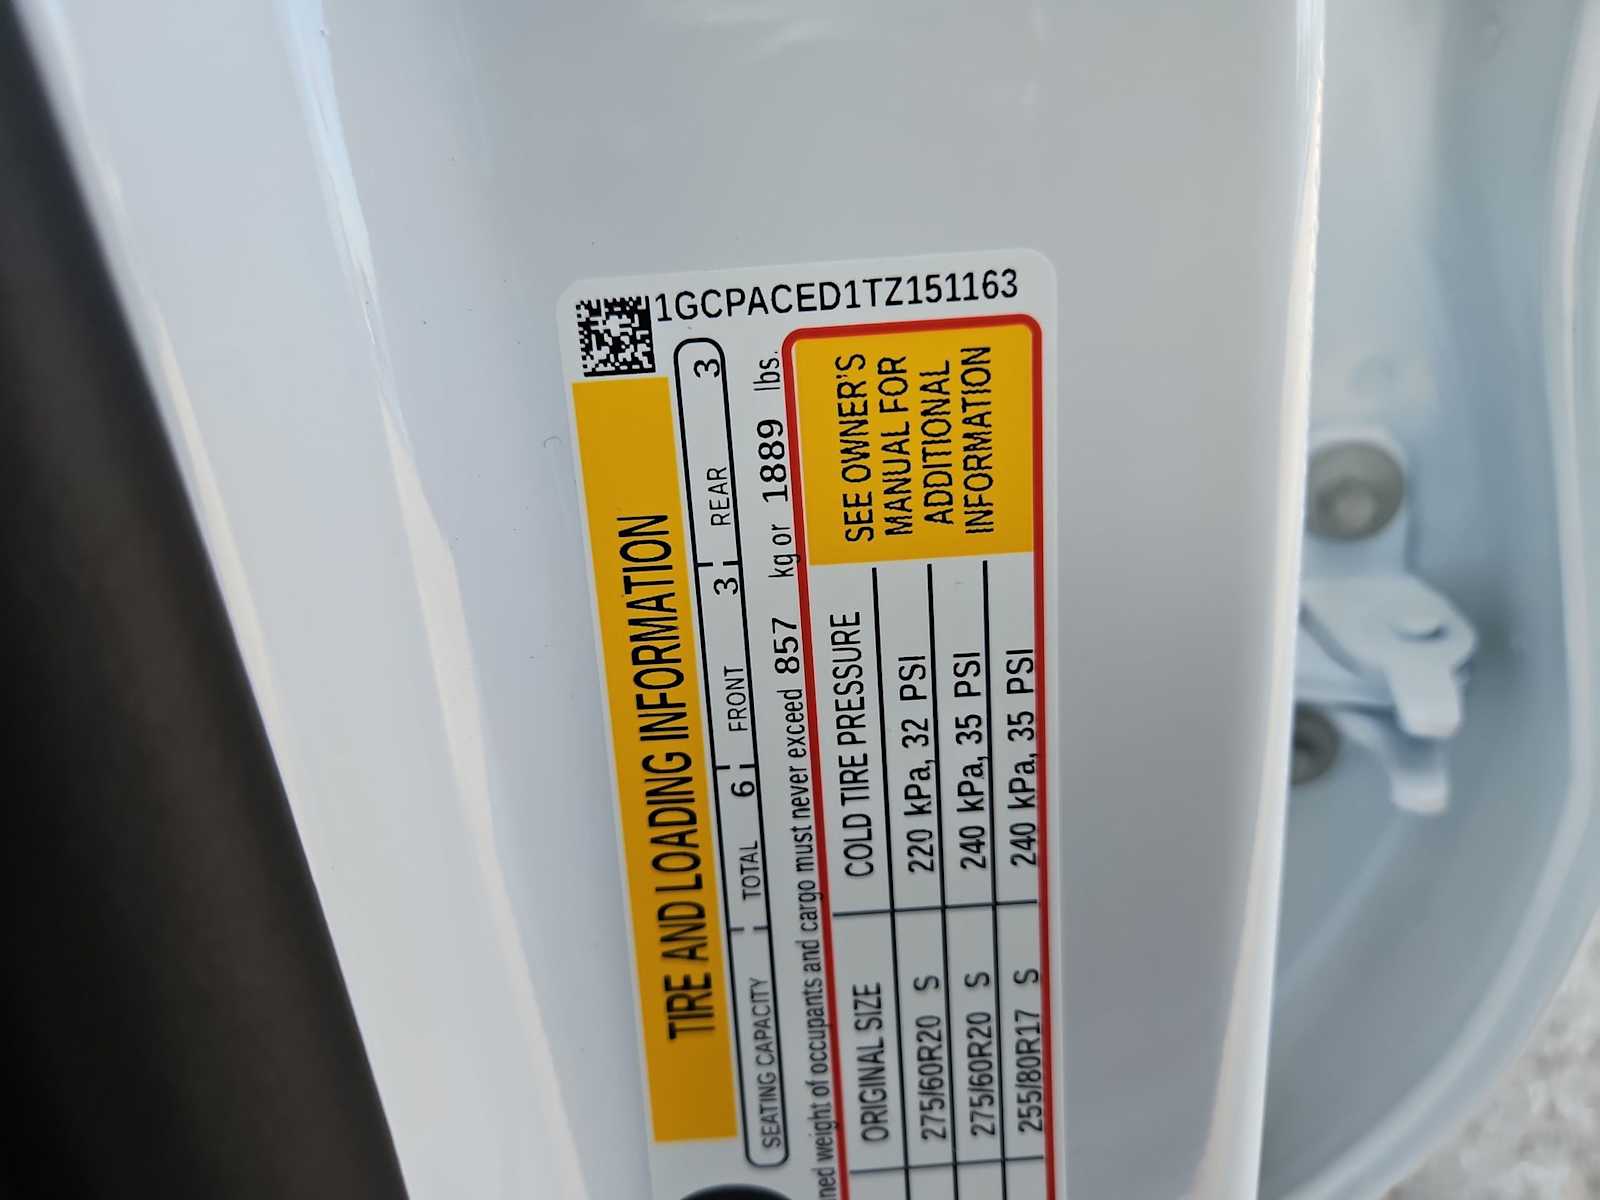 1GCPACED1TZ151163
TIRE AND LOADING INFORMATION
SEATING CAPACITY TOTAL 6 FRONT 3 REAR 3
weight of occupants and cargo must never exceed 857 kg or 1889 lbs.
ORIGINAL SIZE COLD TIRE PRESSURE
275/60R20 S 220 kPa, 32 PSI
275/60R20 S 240 kPa, 35 PSI
255/80R17 S 240 kPa, 35 PSI
SEE OWNER'S
MANUAL FOR
ADDITIONAL
INFORMATION